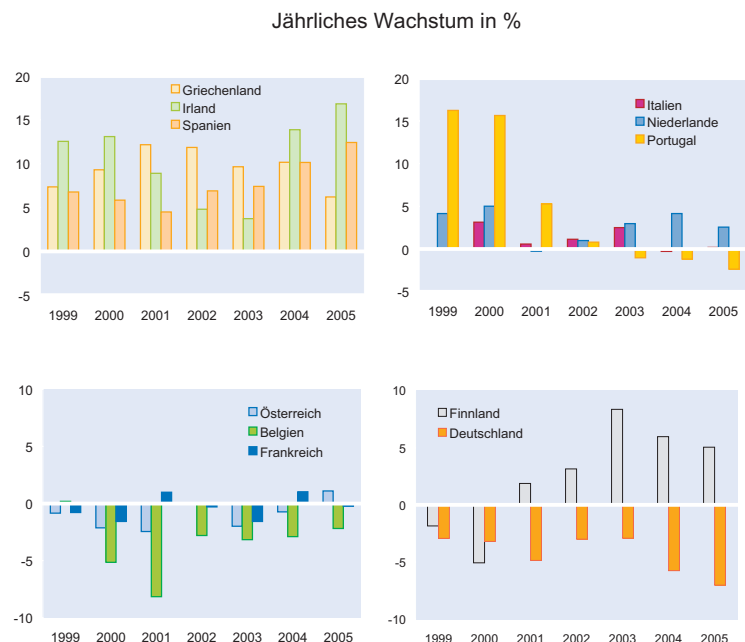 Jährliches Wachstum in %
20
15
10
5
0
-5
Griechenland
Irland
Spanien
1999 2000 2001 2002 2003 2004 2005
20
15
10
5
0
-5
Italien
Niederlande
Portugal
1999 2000 2001 2002 2003 2004 2005
10
5
0
-5
-10
Österreich
Belgien
Frankreich
1999 2000 2001 2002 2003 2004 2005
10
5
0
-5
-10
Finnland
Deutschland
1999 2000 2001 2002 2003 2004 2005